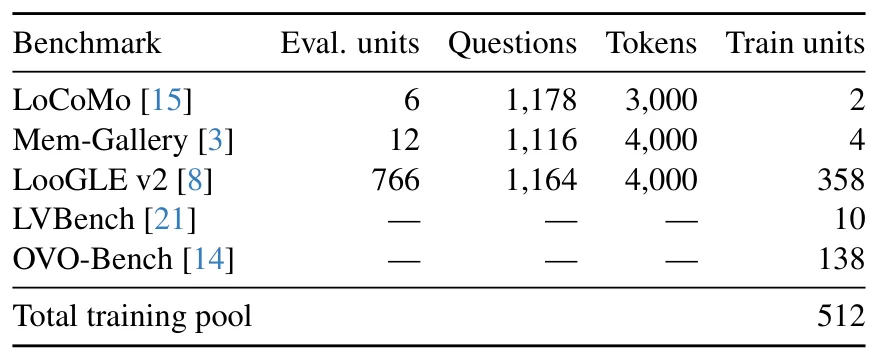 Benchmark Eval. units Questions Tokens Train units
LoCoMo [15] 6 1,178 3,000 2
Mem-Gallery [3] 12 1,116 4,000 4
LooGLE v2 [8] 766 1,164 4,000 358
LVBench [21] — — — 10
OVO-Bench [14] — — — 138
Total training pool 512